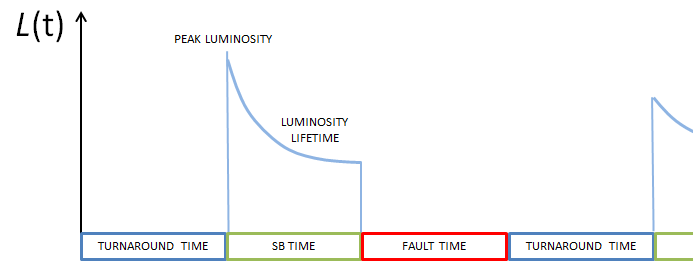 L(t)
PEAK LUMINOSITY
LUMINOSITY
LIFETIME
TURNAROUND TIME
SB TIME
FAULT TIME
TURNAROUND TIME